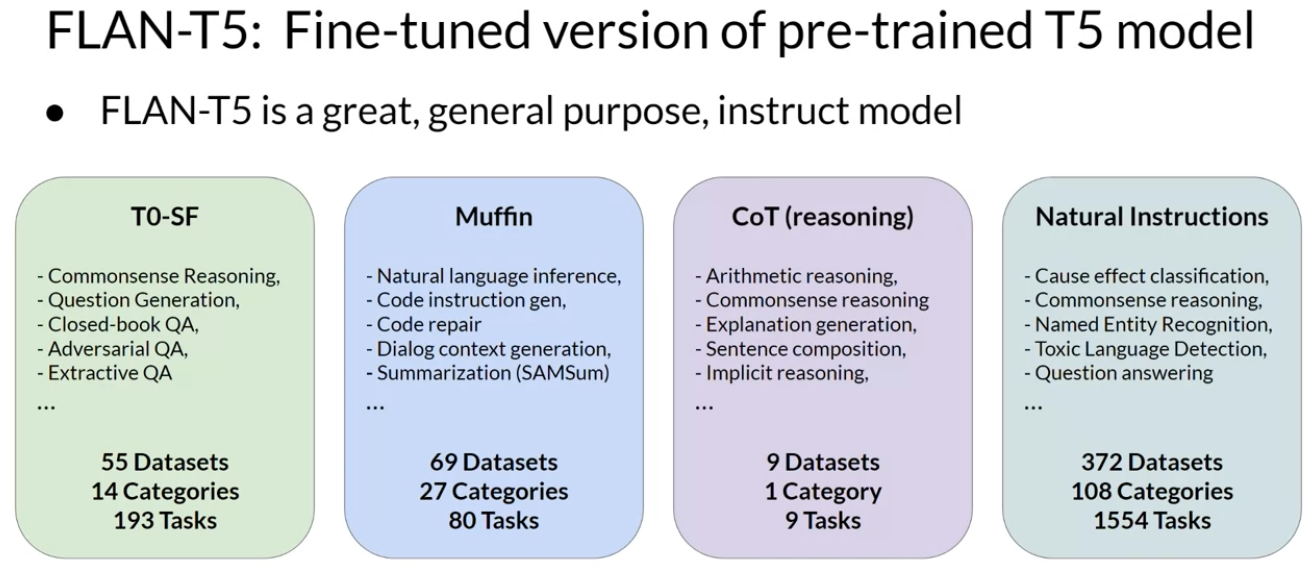 FLAN-T5: Fine-tuned version of pre-trained T5 model
● FLAN-T5 is a great, general purpose, instruct model
T0-SF
- Commonsense Reasoning,
- Question Generation,
- Closed-book QA,
- Adversarial QA,
- Extractive QA
...
55 Datasets
14 Categories
193 Tasks
Muffin
- Natural language inference,
- Code instruction gen,
- Code repair
- Dialog context generation,
- Summarization (SAMSum)
...
69 Datasets
27 Categories
80 Tasks
CoT (reasoning)
- Arithmetic reasoning,
- Commonsense reasoning
- Explanation generation,
- Sentence composition,
- Implicit reasoning,
...
9 Datasets
1 Category
9 Tasks
Natural Instructions
- Cause effect classification,
- Commonsense reasoning,
- Named Entity Recognition,
- Toxic Language Detection,
- Question answering
...
372 Datasets
108 Categories
1554 Tasks